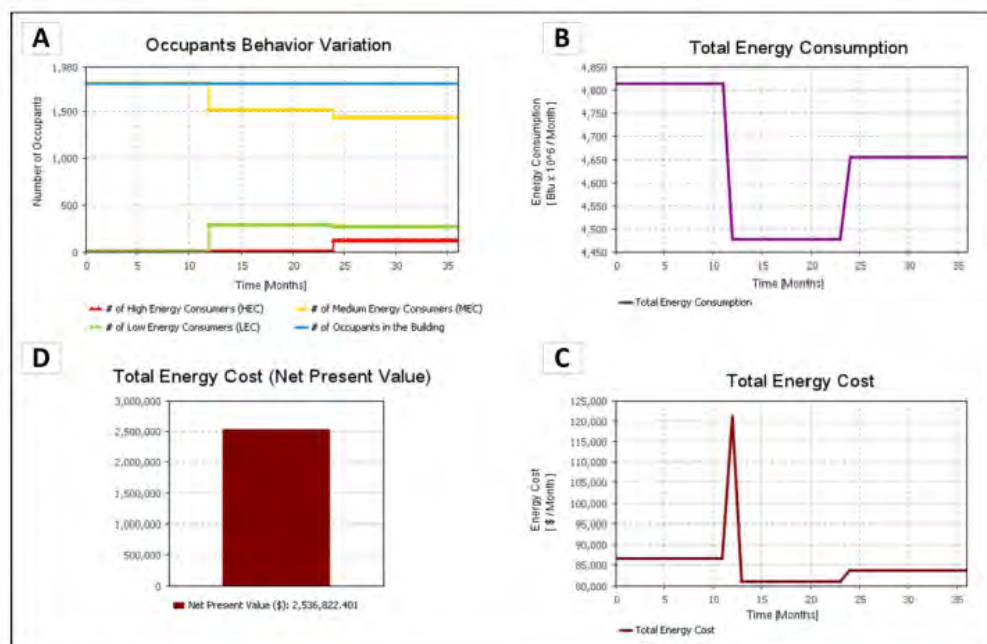 A
Occupants Behavior Variation
Number of Occupants
1,980
1,500
1,000
500
0
0 5 10 15 20 25 30 35
Time [Months]
# of High Energy Consumers (HEC) # of Medium Energy Consumers (MEC)
# of Low Energy Consumers (LEC) # of Occupants in the Building
B
Total Energy Consumption
Energy Consumption
[ Btu x 10^6 / Month ]
4,850
4,800
4,750
4,700
4,650
4,600
4,550
4,500
4,450
0 5 10 15 20 25 30 35
Time [Months]
Total Energy Consumption
D
Total Energy Cost (Net Present Value)
3,000,000
2,500,000
2,000,000
1,500,000
1,000,000
500,000
0
Net Present Value ($): 2,536,822.401
C
Total Energy Cost
Energy Cost
[ $ / Month ]
125,000
120,000
115,000
110,000
105,000
100,000
95,000
90,000
85,000
80,000
0 5 10 15 20 25 30 35
Time [Months]
Total Energy Cost